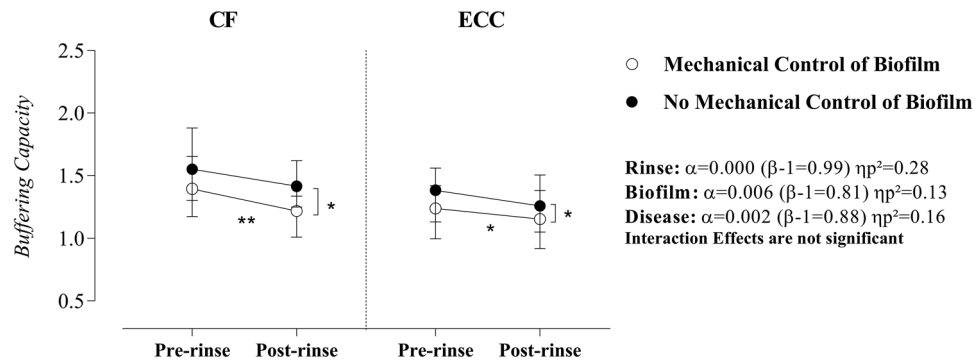 CF
ECC
2.5
2.0
1.5
1.0
0.5
Buffering Capacity
**
*
*
*
Pre-rinse
Post-rinse
Pre-rinse
Post-rinse
Mechanical Control of Biofilm
No Mechanical Control of Biofilm
Rinse: α=0.000 (β-1=0.99) ηp²=0.28
Biofilm: α=0.006 (β-1=0.81) ηp²=0.13
Disease: α=0.002 (β-1=0.88) ηp²=0.16
Interaction Effects are not significant